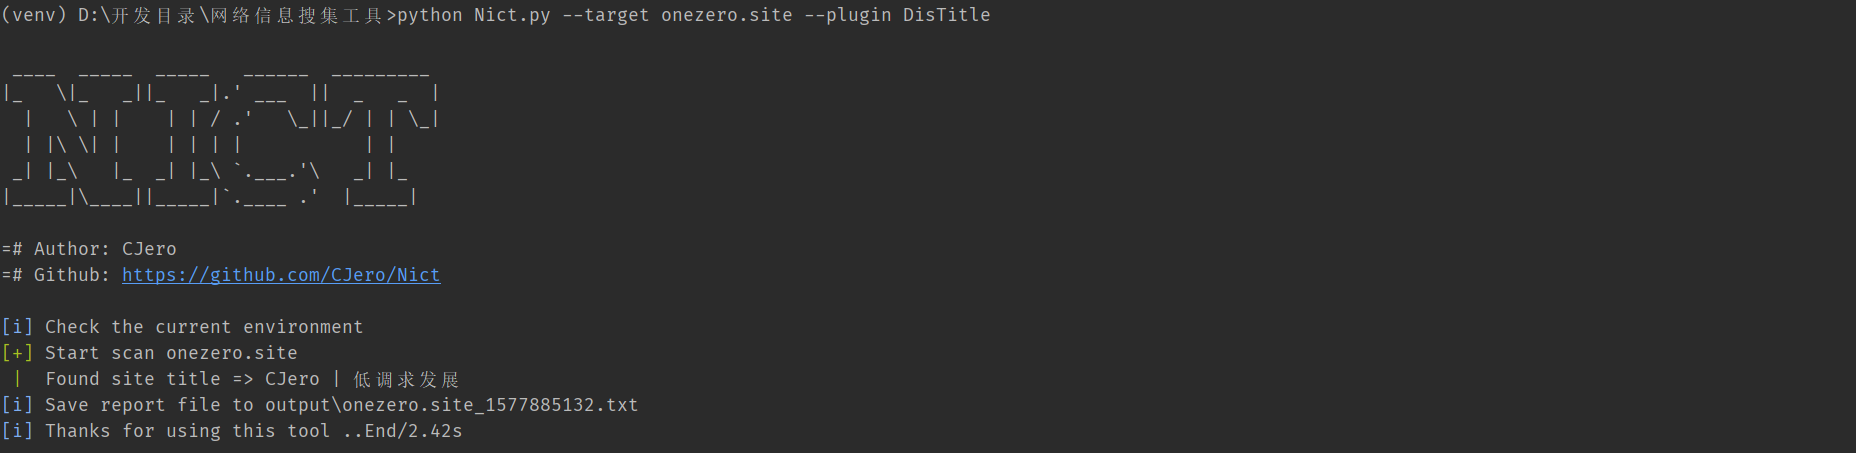 (venv) D:\开发目录\网络信息搜集工具>python Nict.py --target onezero.site --plugin DisTitle
 ____  _____  _____   ______  _________
|_   \|_   _||_   _|.' ___  ||  _   _  |
  |   \ | |    | | / .'   \_||_/ | | \_|
  | |\ \| |    | | | |           | |
 _| |_\   |_  _| |_\ `.___.'\   _| |_
|_____|\____||_____|`.____ .'  |_____|
=# Author: CJero
=# Github: https://github.com/CJero/Nict
[i] Check the current environment
[+] Start scan onezero.site
 |  Found site title => CJero | 低调求发展
[i] Save report file to output\onezero.site_1577885132.txt
[i] Thanks for using this tool ..End/2.42s